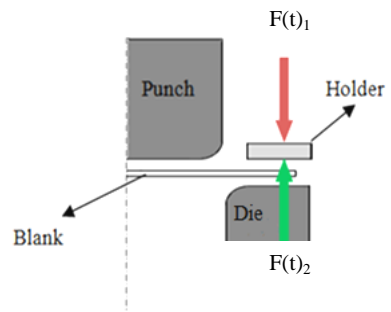 F(t)₁
Punch
Holder
Die
Blank
F(t)₂